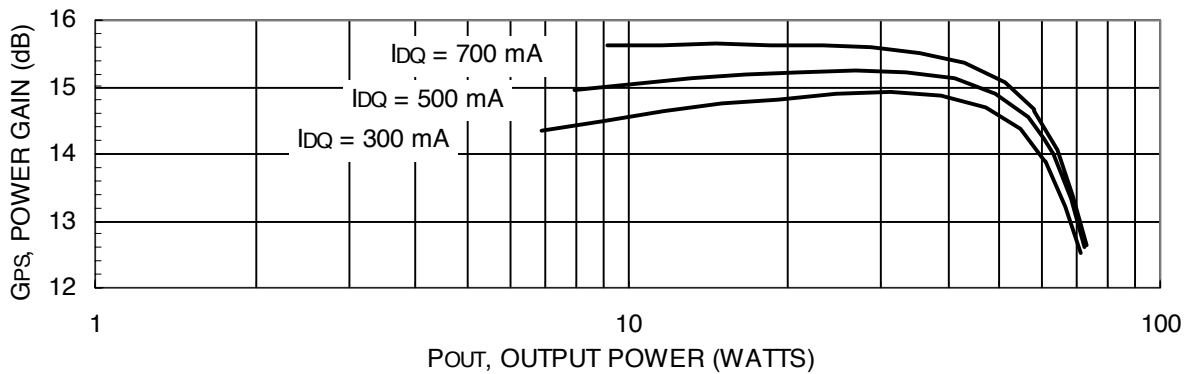 16
15
14
13
12
GPS, POWER GAIN (dB)
IDQ = 700 mA
IDQ = 500 mA
IDQ = 300 mA
1
10
100
POUT, OUTPUT POWER (WATTS)